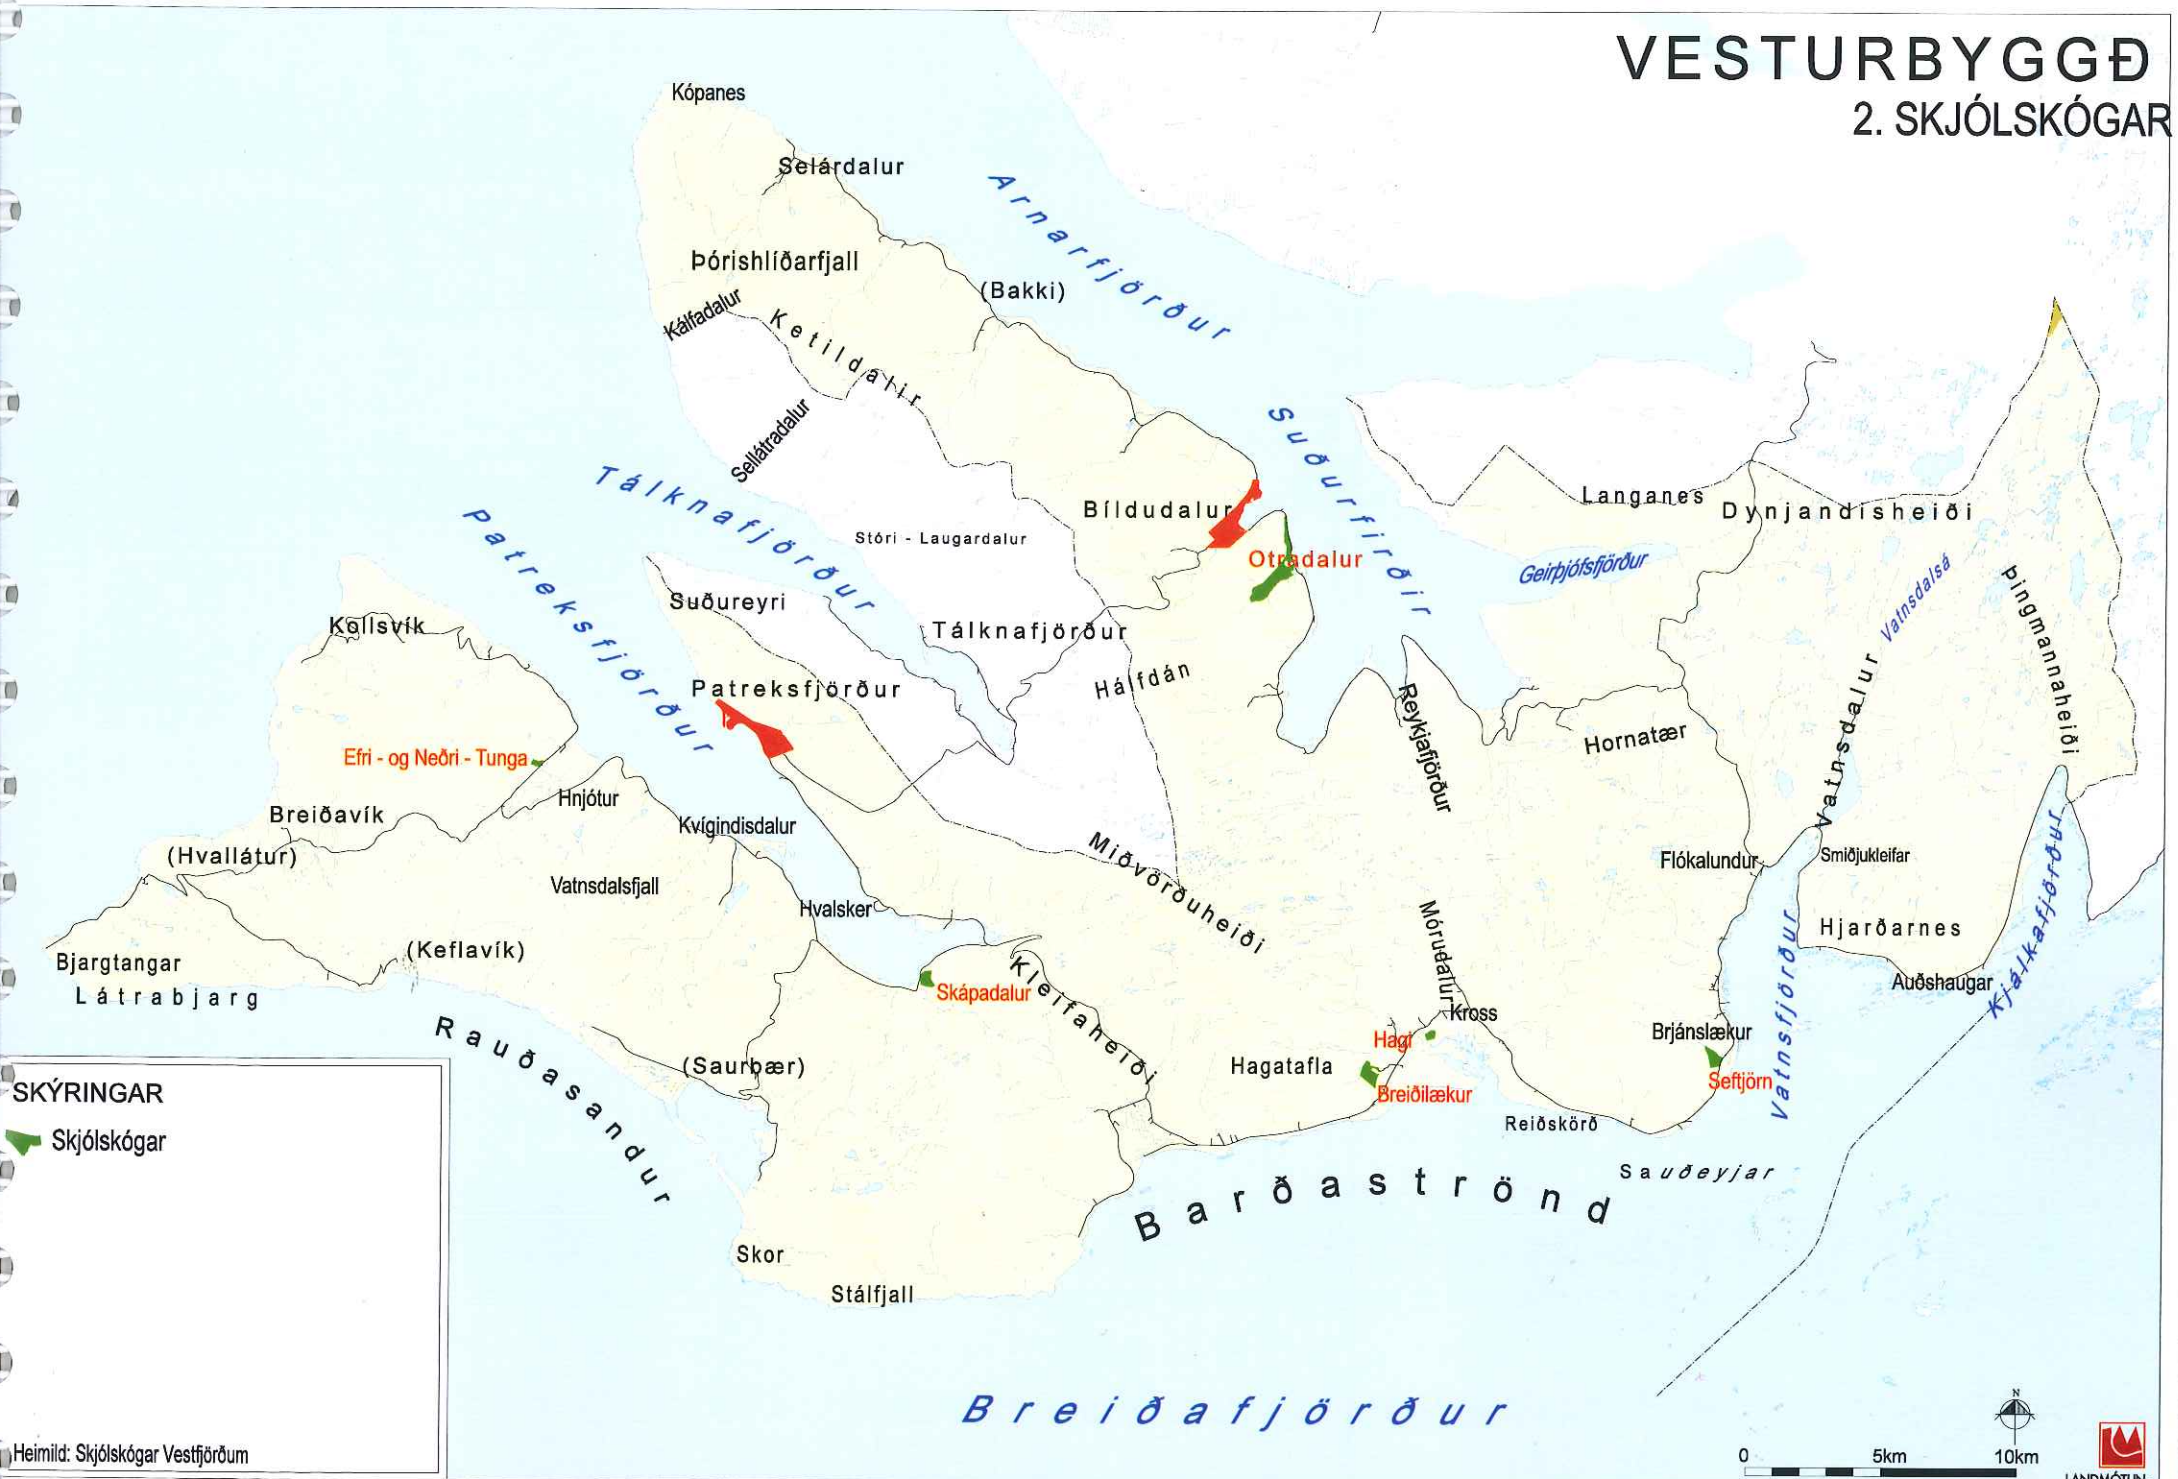 VESTURBYGGÐ
2. SKJÓLSKÓGAR
Kópanes
Selárdalur
Arnarfjörður
Þórishlíðarfjall
(Bakki)
Kálfadalur
Ketildalir
Sellátradalur
Suðurfirðir
Tálknafjörður
Patreksfjörður
Bíldudalur
Langanes
Dynjandisheiði
Stóri - Laugardalur
Otradalur
Geirþjófsfjörður
Vatnsdalsá
Þingmannaheiði
Suðureyri
Kollsvík
Tálknafjörður
Hálfdán
Patreksfjörður
Reykjafjörður
Vatnsdalur
Hornatær
Efri - og Neðri - Tunga
Hnjótur
Breiðavík
Kvígindisdalur
(Hvallátur)
Miðvörðuheiði
Flókalundur
Smiðjukleifar
Kjálkafjörður
Vatnsdalsfjall
Hvalsker
Mórudalur
Hjarðarnes
(Keflavík)
Bjargtangar
Látrabjarg
Kleifaheiði
Skápadalur
Auðshaugar
Vatnsfjörður
Kross
Rauðasandur
Hagi
Brjánslækur
(Saurbær)
Hagatafla
Seftjörn
Breiðilækur
Reiðskörð
Sauðeyjar
Barðaströnd
Skor
Stálfjall
SKÝRINGAR
Skjólskógar
Heimild: Skjólskógar Vestfjörðum
Breiðafjörður
N
0 5km 10km
LANDMÓTUN